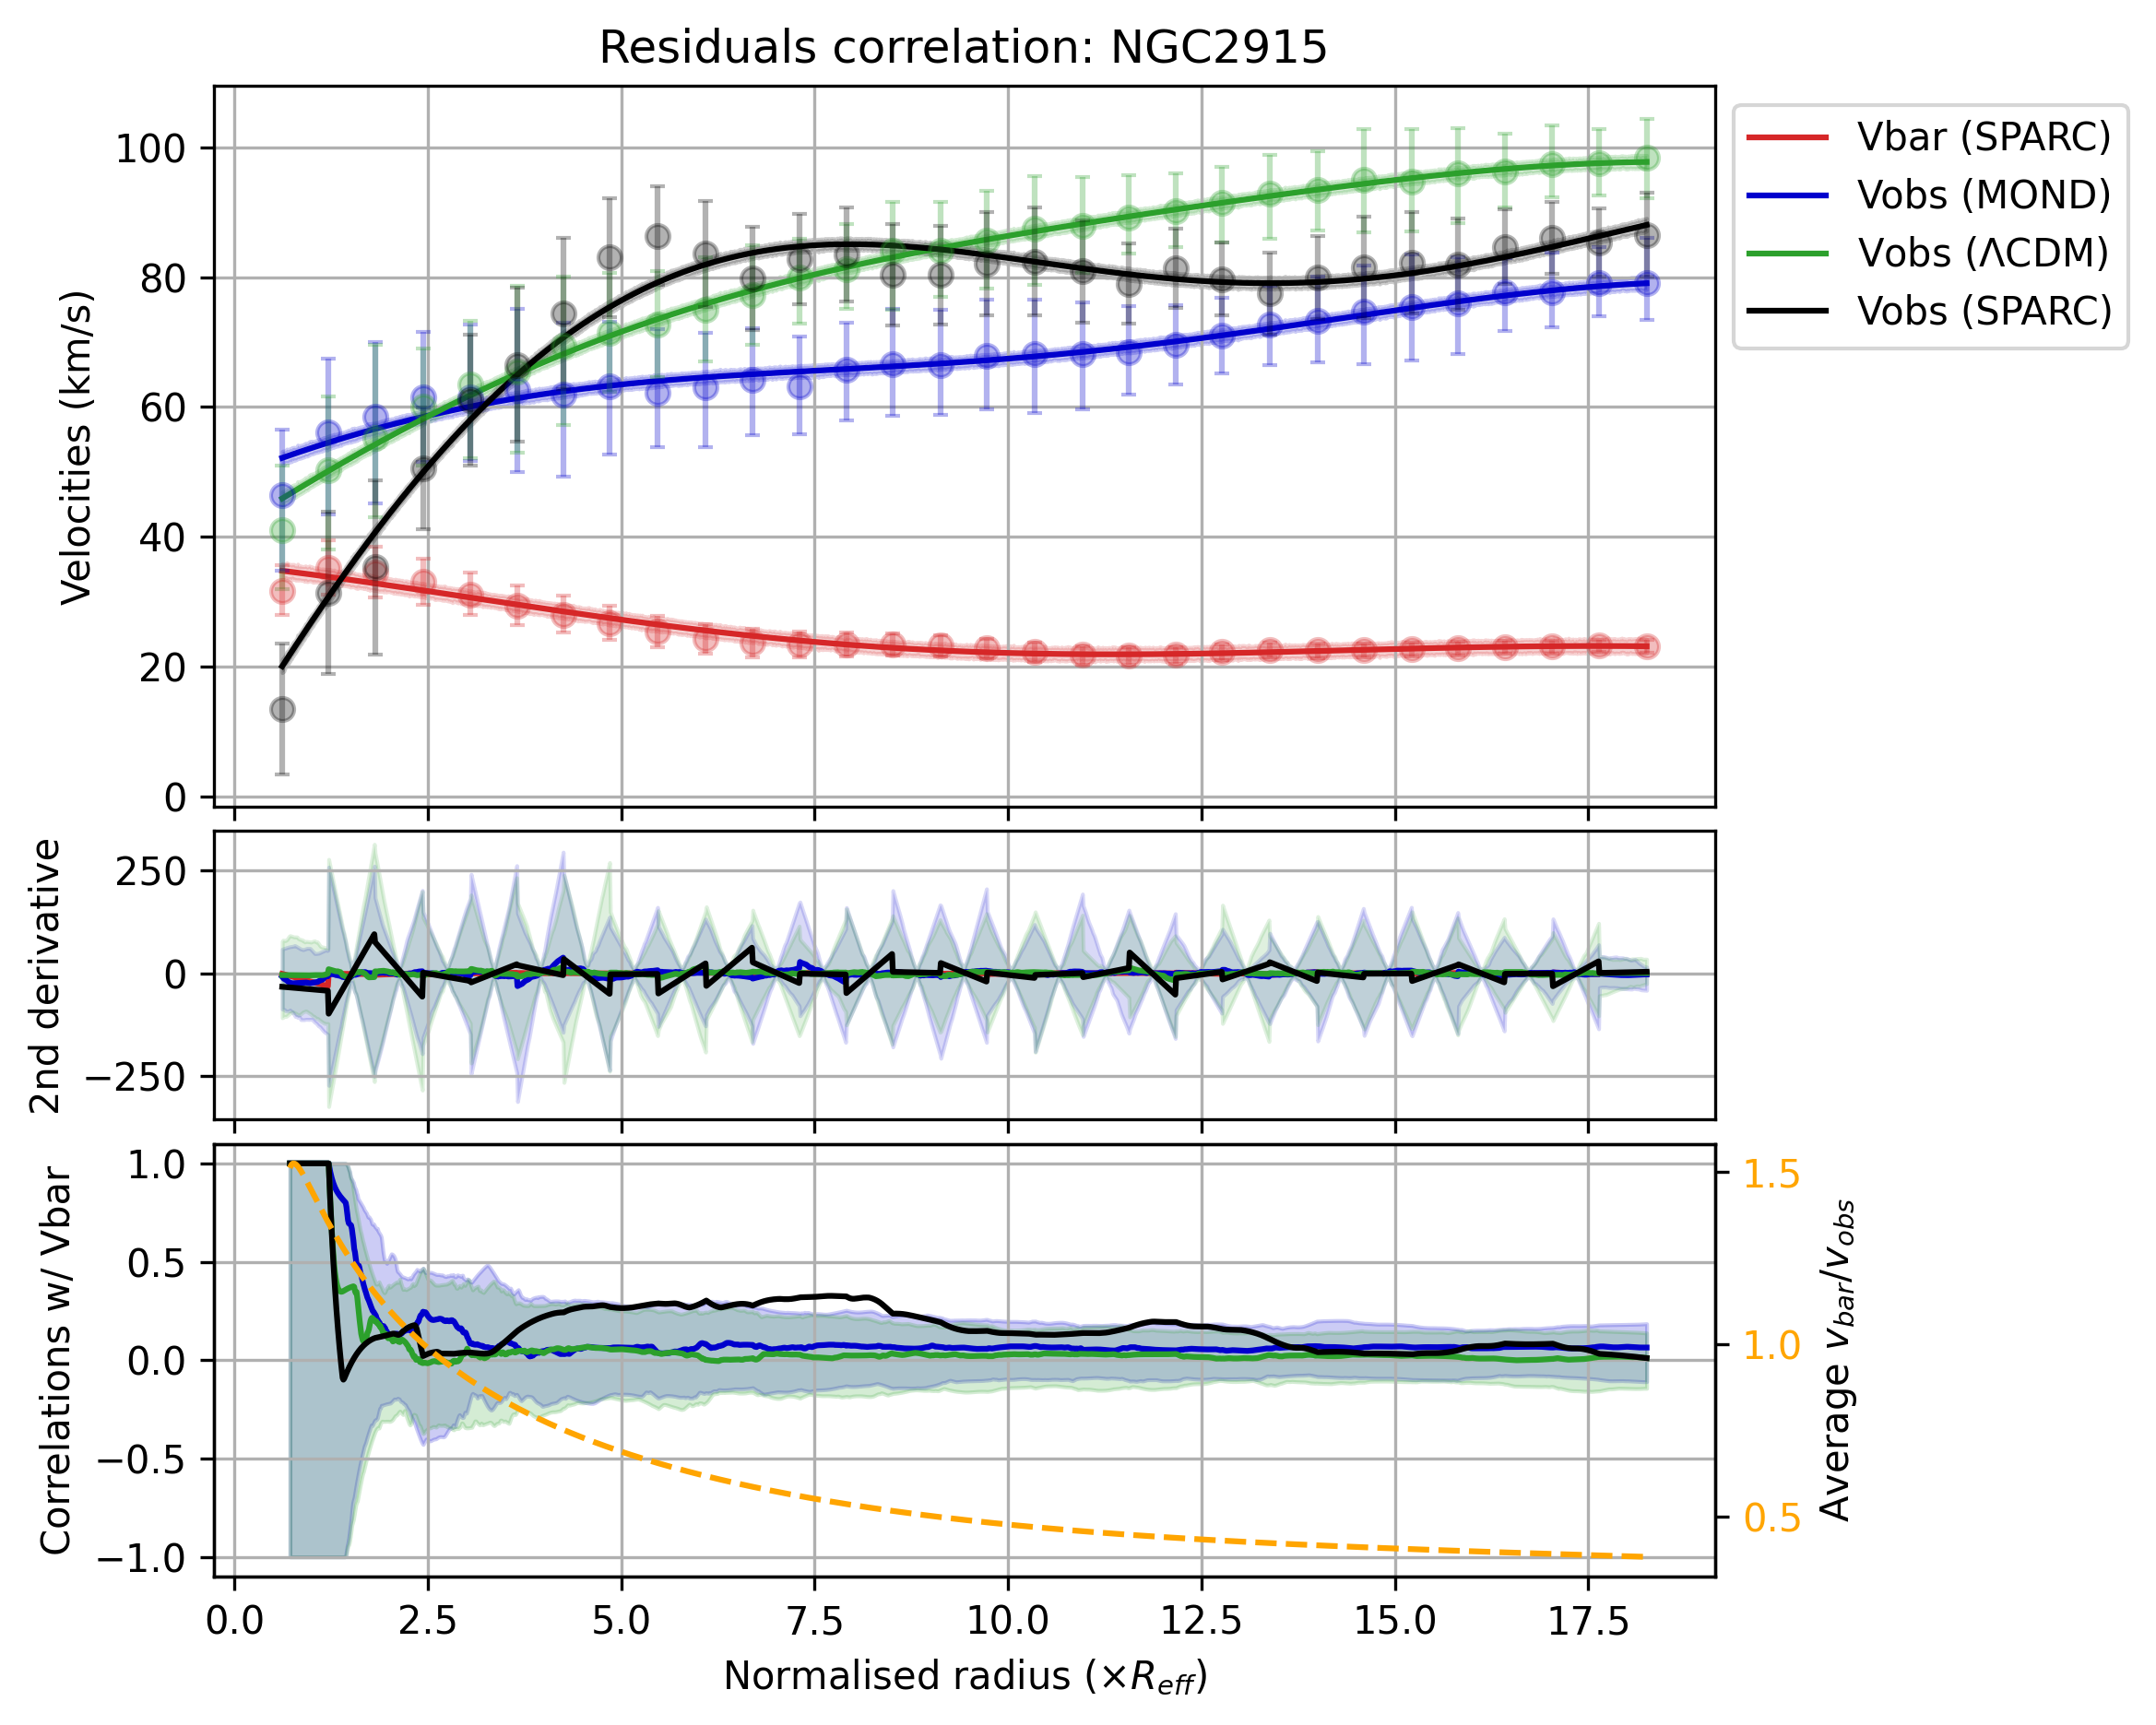 Residuals correlation: NGC2915
Velocities (km/s)
100
80
60
40
20
0
Vbar (SPARC)
Vobs (MOND)
Vobs (ΛCDM)
Vobs (SPARC)
2nd derivative
250
0
−250
Correlations w/ Vbar
1.0
0.5
0.0
−0.5
−1.0
1.5
1.0
0.5
Average v_bar/v_obs
0.0 2.5 5.0 7.5 10.0 12.5 15.0 17.5
Normalised radius (×R_eff)